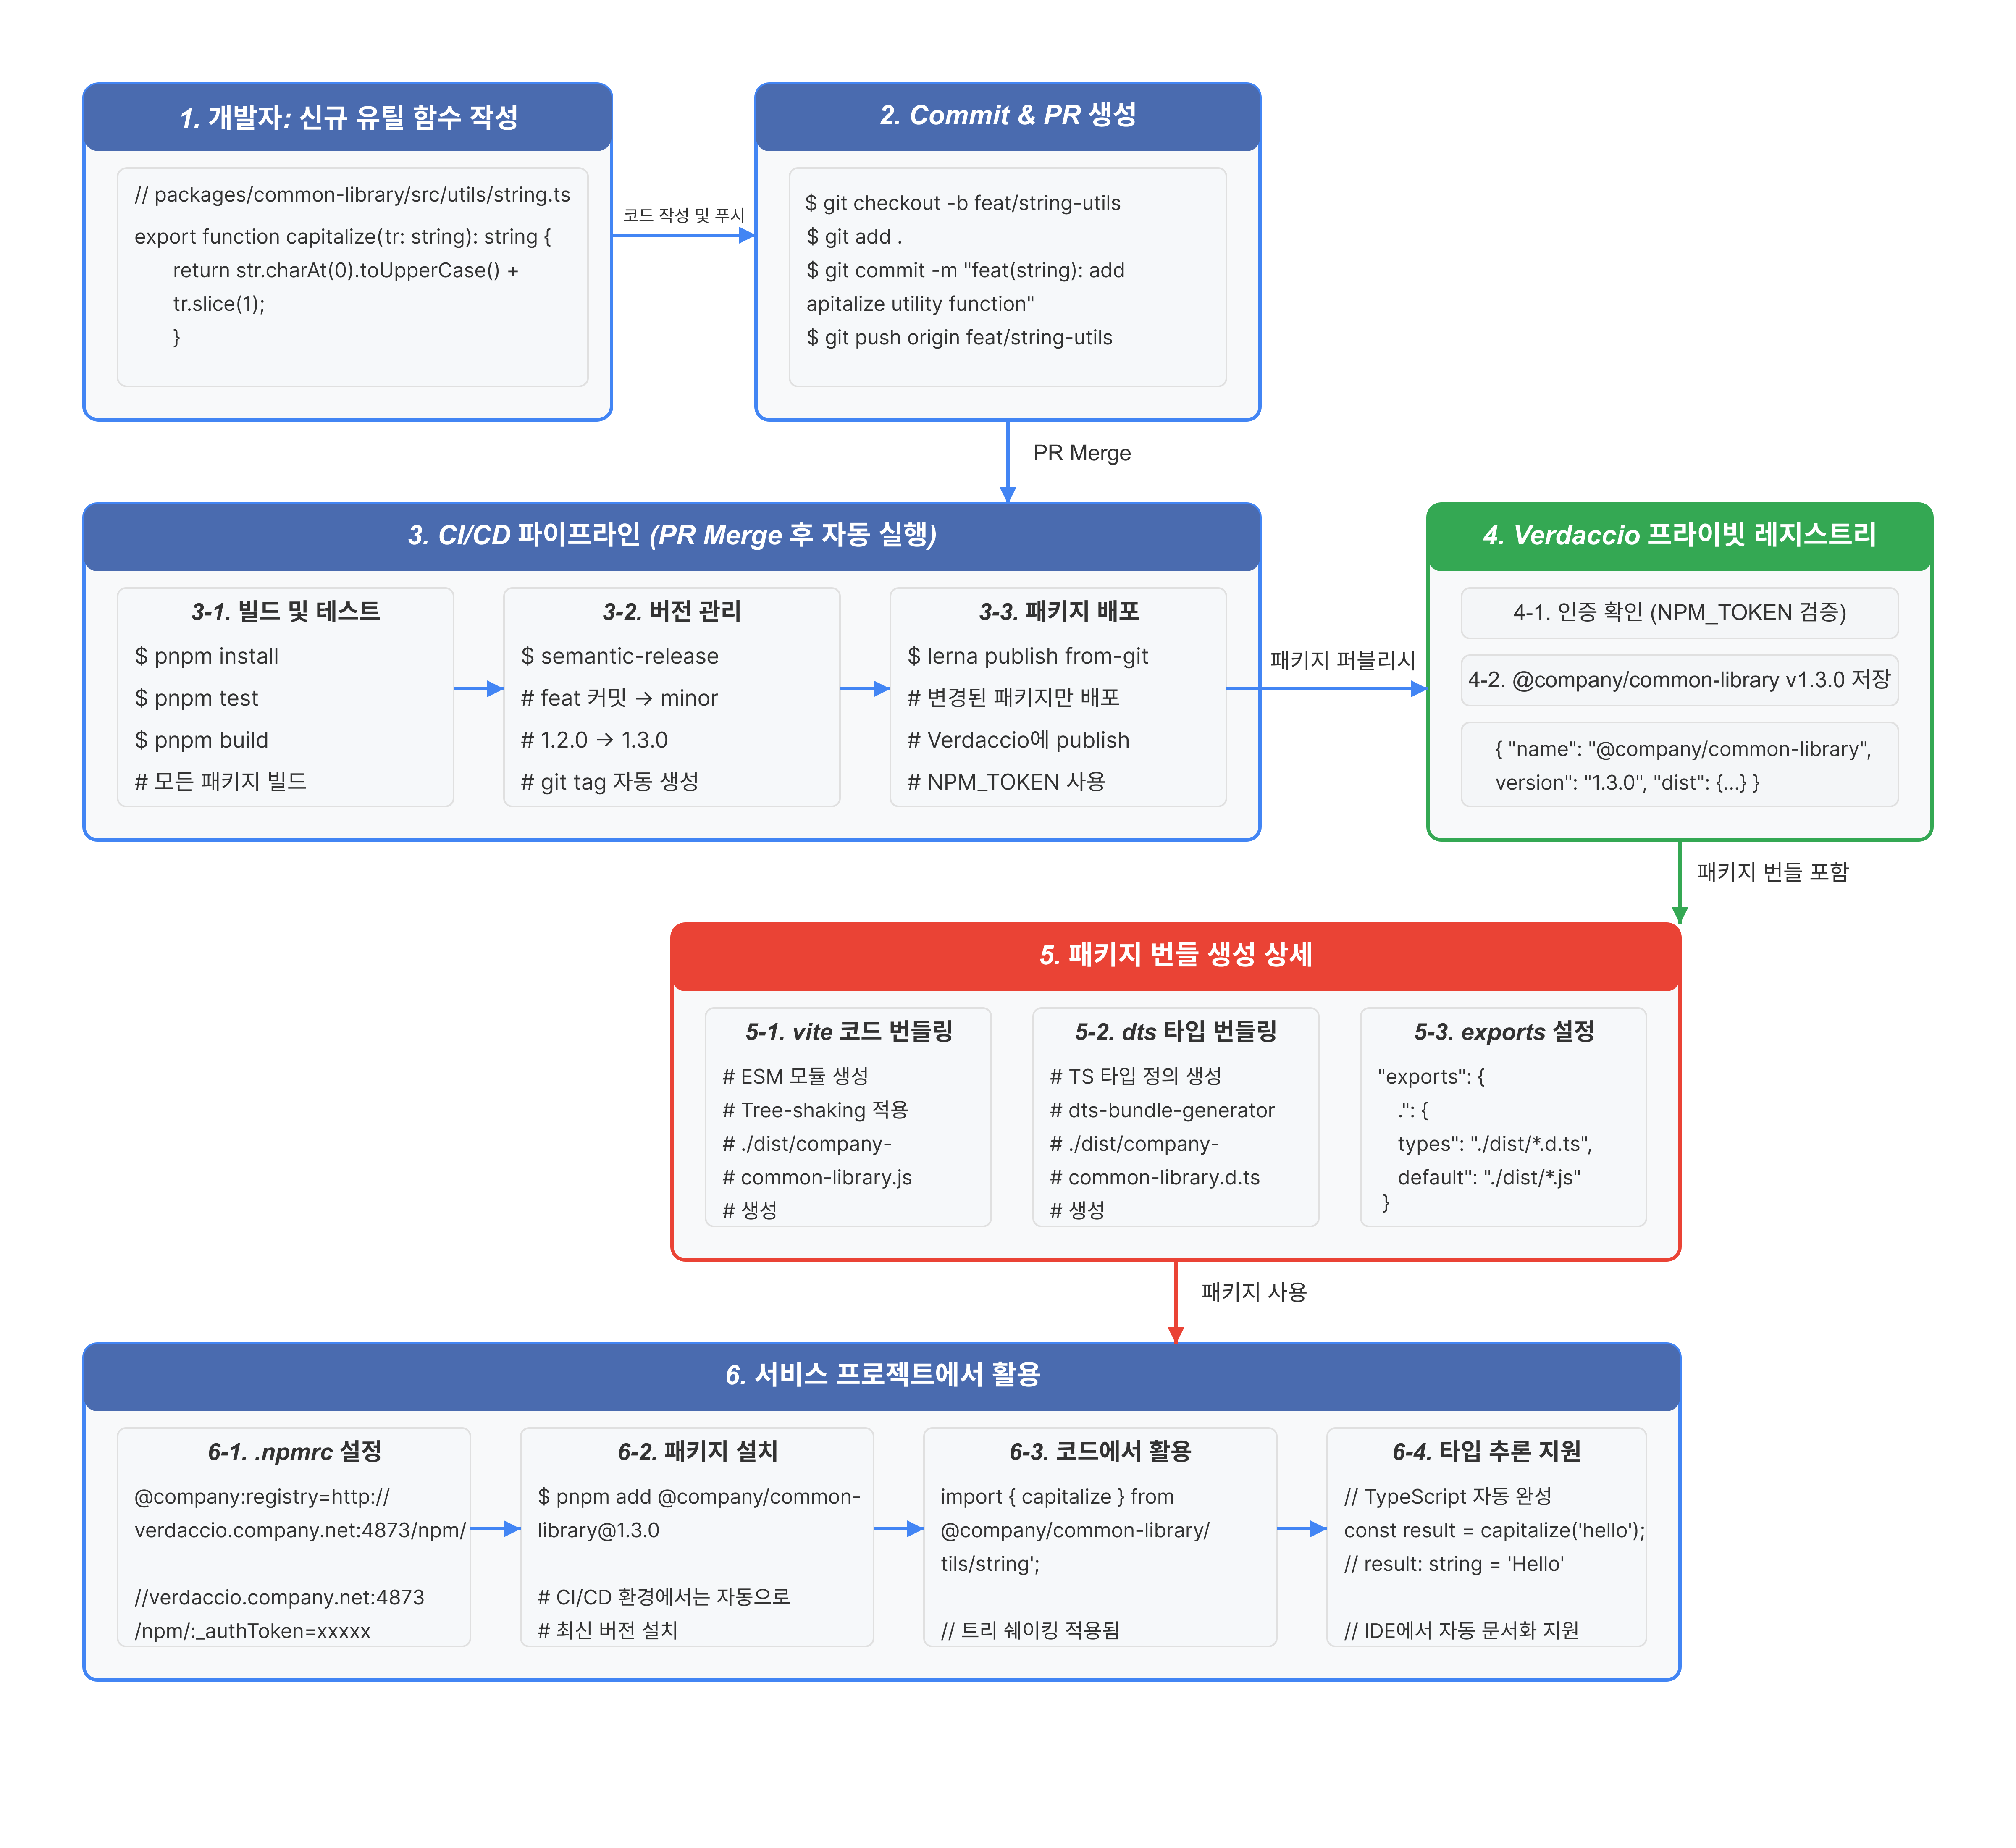 1. 개발자: 신규 유틸 함수 작성
// packages/common-library/src/utils/string.ts
export function capitalize(tr: string): string {
return str.charAt(0).toUpperCase() +
tr.slice(1);
}
코드 작성 및 푸시
2. Commit & PR 생성
$ git checkout -b feat/string-utils
$ git add .
$ git commit -m "feat(string): add
apitalize utility function"
$ git push origin feat/string-utils
PR Merge
3. CI/CD 파이프라인 (PR Merge 후 자동 실행)
3-1. 빌드 및 테스트
$ pnpm install
$ pnpm test
$ pnpm build
# 모든 패키지 빌드
3-2. 버전 관리
$ semantic-release
# feat 커밋 → minor
# 1.2.0 → 1.3.0
# git tag 자동 생성
3-3. 패키지 배포
$ lerna publish from-git
# 변경된 패키지만 배포
# Verdaccio에 publish
# NPM_TOKEN 사용
패키지 퍼블리시
4. Verdaccio 프라이빗 레지스트리
4-1. 인증 확인 (NPM_TOKEN 검증)
4-2. @company/common-library v1.3.0 저장
{ "name": "@company/common-library",
version": "1.3.0", "dist": {...} }
패키지 번들 포함
5. 패키지 번들 생성 상세
5-1. vite 코드 번들링
# ESM 모듈 생성
# Tree-shaking 적용
# ./dist/company-
# common-library.js
# 생성
5-2. dts 타입 번들링
# TS 타입 정의 생성
# dts-bundle-generator
# ./dist/company-
# common-library.d.ts
# 생성
5-3. exports 설정
"exports": {
.": {
types": "./dist/*.d.ts",
default": "./dist/*.js"
}
패키지 사용
6. 서비스 프로젝트에서 활용
6-1. .npmrc 설정
@company:registry=http://
verdaccio.company.net:4873/npm/
//verdaccio.company.net:4873
/npm/:_authToken=xxxxx
6-2. 패키지 설치
$ pnpm add @company/common-
library@1.3.0
# CI/CD 환경에서는 자동으로
# 최신 버전 설치
6-3. 코드에서 활용
import { capitalize } from
@company/common-library/
tils/string';
// 트리 쉐이킹 적용됨
6-4. 타입 추론 지원
// TypeScript 자동 완성
const result = capitalize('hello');
// result: string = 'Hello'
// IDE에서 자동 문서화 지원